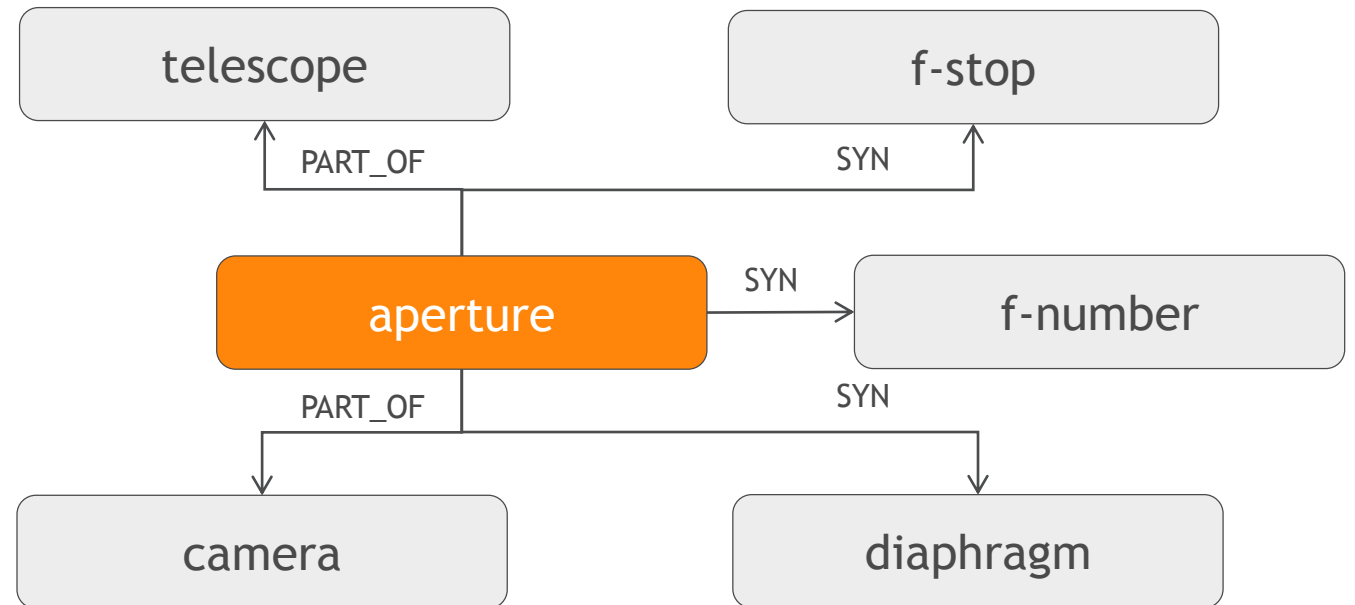 telescope
f-stop
PART_OF
SYN
aperture
SYN
f-number
PART_OF
SYN
camera
diaphragm